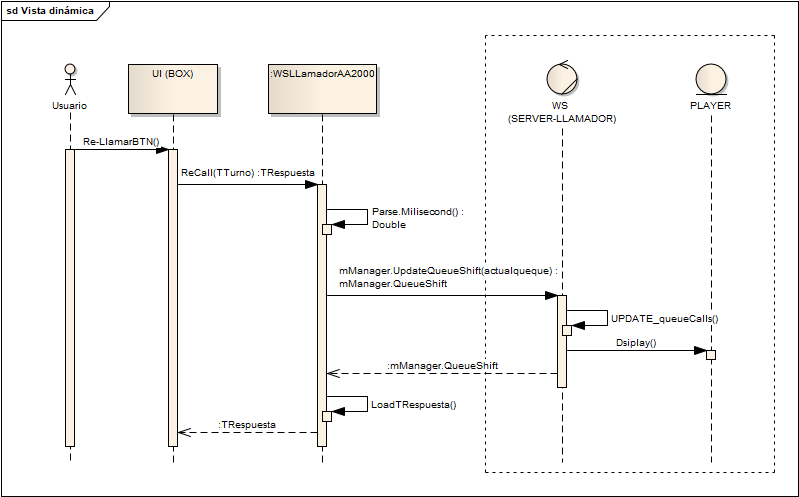 sd Vista dinámica
Usuario
UI (BOX)
:WSLLamadorAA2000
WS
(SERVER-LLAMADOR)
PLAYER
Re-LlamarBTN()
ReCall(TTurno) :TRespuesta
Parse.Milisecond() :
Double
mManager.UpdateQueueShift(actualqueque) :
mManager.QueueShift
UPDATE_queueCalls()
Dsiplay()
:mManager.QueueShift
LoadTRespuesta()
:TRespuesta